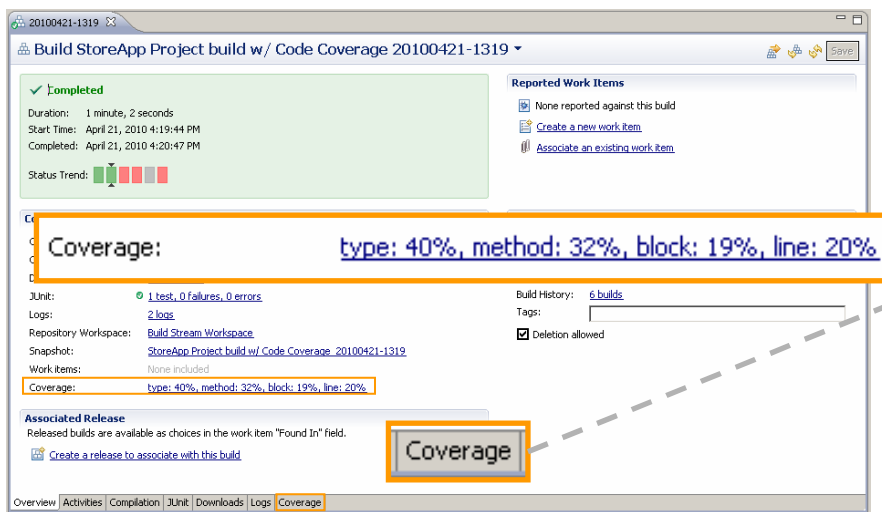 20100421-1319
Build StoreApp Project build w/ Code Coverage 20100421-1319
Save
Completed
Duration: 1 minute, 2 seconds
Start Time: April 21, 2010 4:19:44 PM
Completed: April 21, 2010 4:20:47 PM
Status Trend:
Reported Work Items
None reported against this build
Create a new work item
Associate an existing work item
Coverage: type: 40%, method: 32%, block: 19%, line: 20%
JUnit: 1 test, 0 failures, 0 errors
Logs: 2 logs
Repository Workspace: Build Stream Workspace
Snapshot: StoreApp Project build w/ Code Coverage 20100421-1319
Work items: None included
Coverage: type: 40%, method: 32%, block: 19%, line: 20%
Build History: 6 builds
Tags:
Deletion allowed
Associated Release
Released builds are available as choices in the work item "Found In" field.
Create a release to associate with this build
Coverage
Overview Activities Compilation JUnit Downloads Logs Coverage